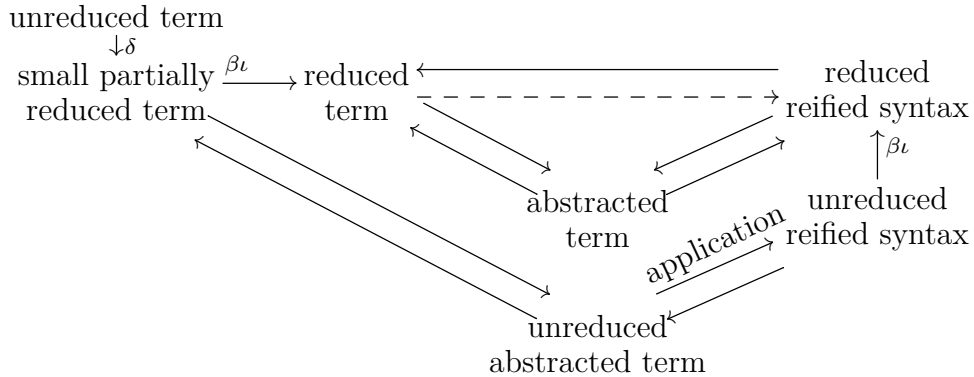 unreduced term
δ
small partially
reduced term
βι
reduced
term
reduced
reified syntax
βι
abstracted
term
unreduced
reified syntax
application
unreduced
abstracted term